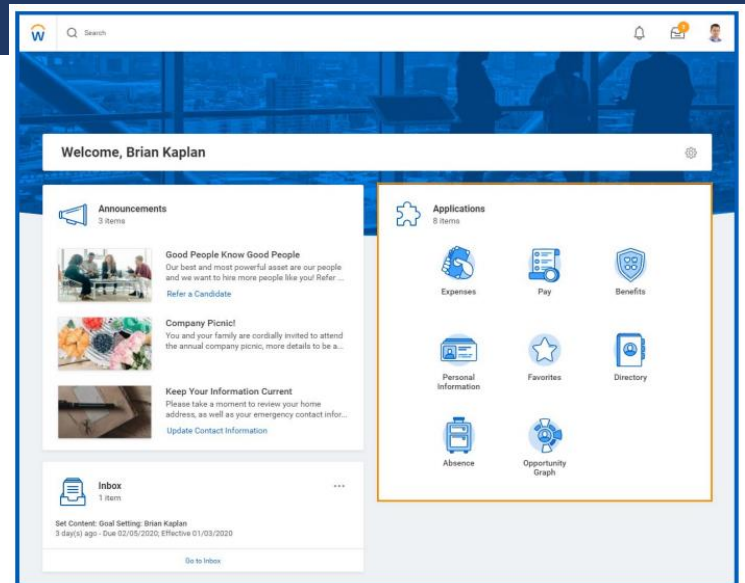 W
Search
Welcome, Brian Kaplan
Announcements
3 items
Good People Know Good People
Our best and most powerful asset are our people
and we want to hire more people like you! Refer ...
Refer a Candidate
Company Picnic!
You and your family are cordially invited to attend
the annual company picnic, more details to be a...
Keep Your Information Current
Please take a moment to review your home
address, as well as your emergency contact infor...
Update Contact Information
Inbox
1 item
Set Content: Goal Setting: Brian Kaplan
3 day(s) ago - Due 02/05/2020; Effective 01/03/2020
Go to Inbox
Applications
8 items
Expenses
Pay
Benefits
Personal
Information
Favorites
Directory
Absence
Opportunity
Graph